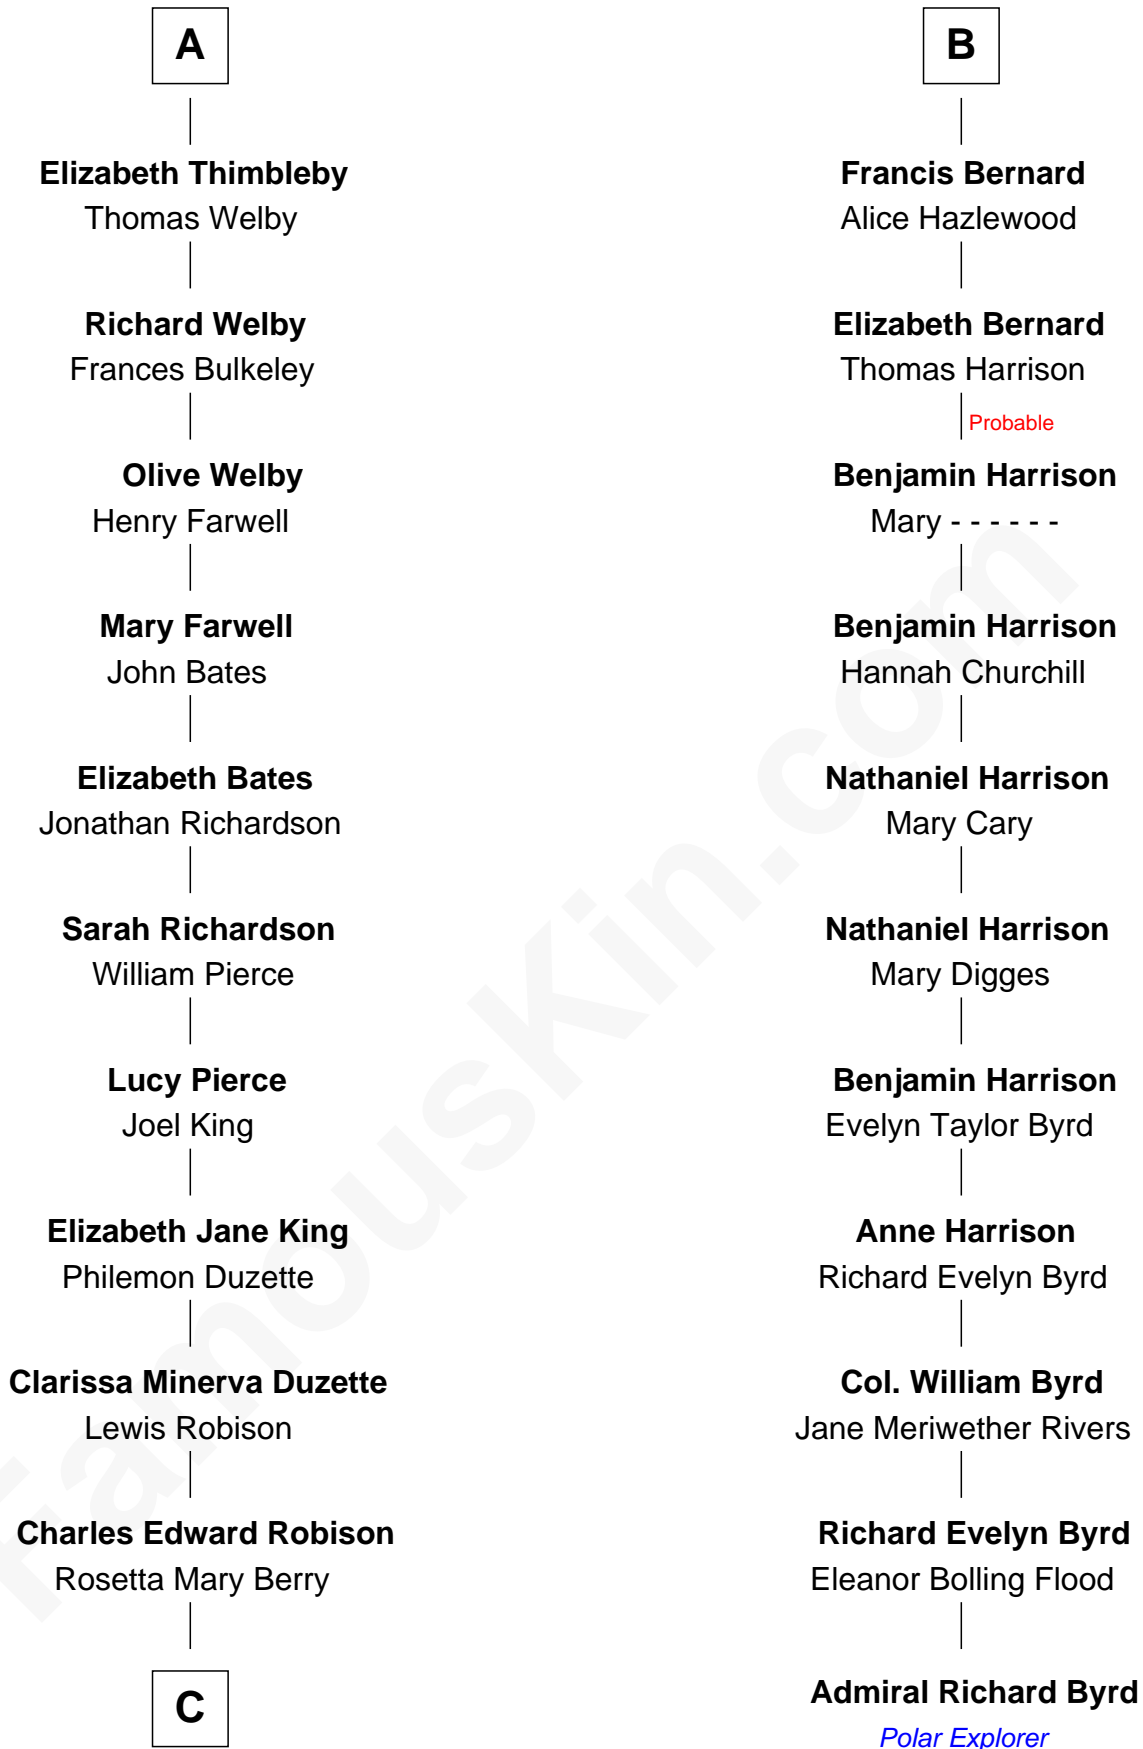 A
Elizabeth Thimbleby
Thomas Welby
Richard Welby
Frances Bulkeley
Olive Welby
Henry Farwell
Mary Farwell
John Bates
Elizabeth Bates
Jonathan Richardson
Sarah Richardson
William Pierce
Lucy Pierce
Joel King
Elizabeth Jane King
Philemon Duzette
Clarissa Minerva Duzette
Lewis Robison
Charles Edward Robison
Rosetta Mary Berry
C
B
Francis Bernard
Alice Hazlewood
Elizabeth Bernard
Thomas Harrison
Probable
Benjamin Harrison
Mary - - - - - -
Benjamin Harrison
Hannah Churchill
Nathaniel Harrison
Mary Cary
Nathaniel Harrison
Mary Digges
Benjamin Harrison
Evelyn Taylor Byrd
Anne Harrison
Richard Evelyn Byrd
Col. William Byrd
Jane Meriwether Rivers
Richard Evelyn Byrd
Eleanor Bolling Flood
Admiral Richard Byrd
Polar Explorer
FamousKin.com